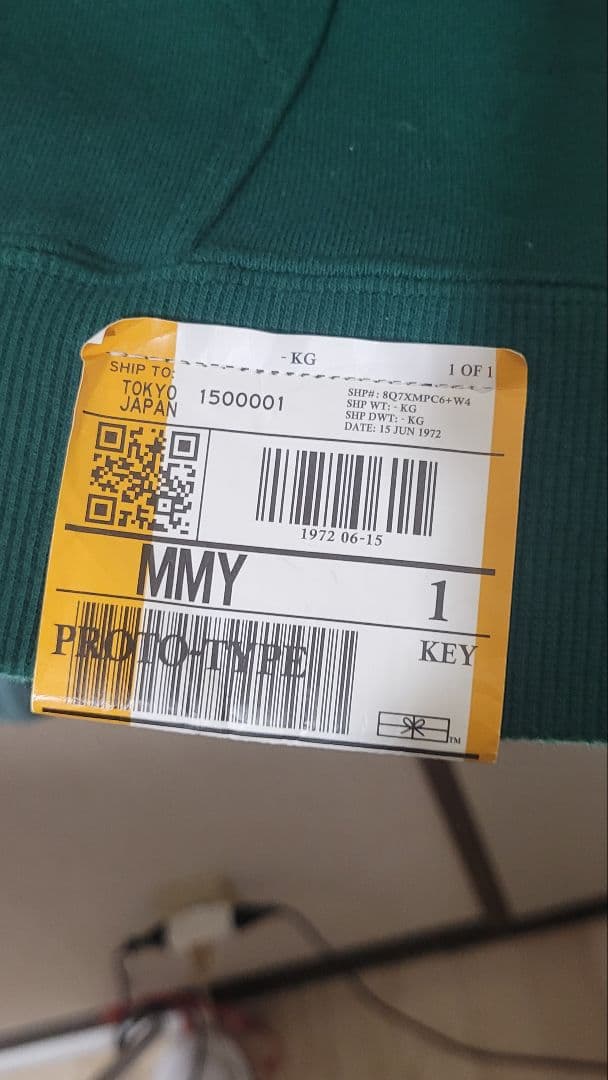 - KG
1 OF 1
SHIP TO:
TOKYO
JAPAN
1500001
SHP#: 8Q7XMPC6+W4
SHP WT: - KG
SHP DWT: - KG
DATE: 15 JUN 1972
1972 06-15
MMY
1
PROTO-TYPE
KEY
TM